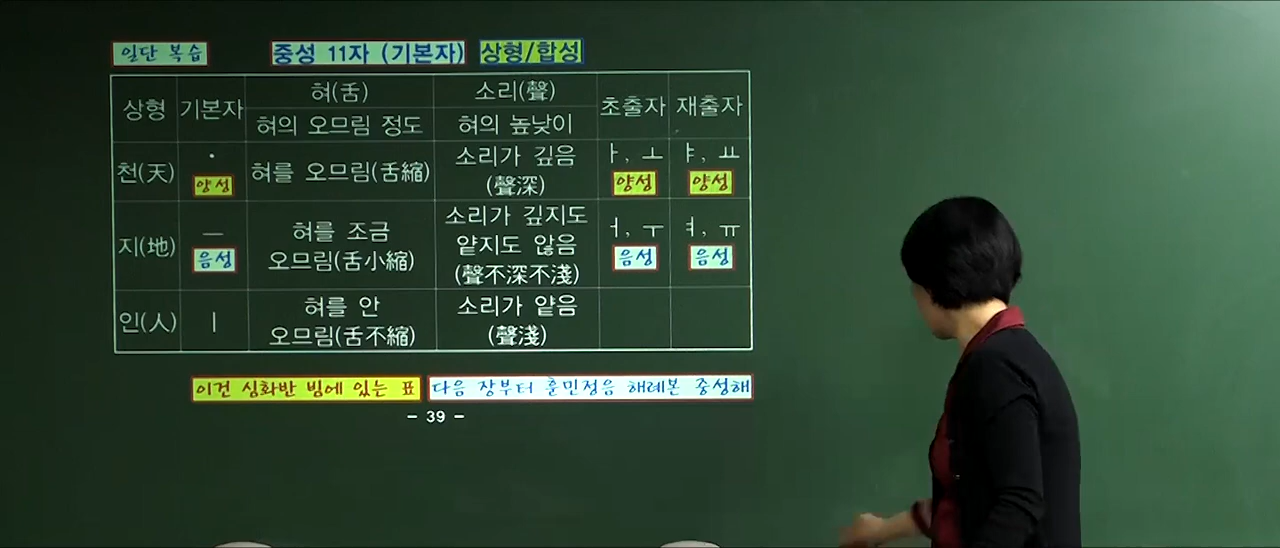 일단 복습 중성 11자 (기본자) 상형/합성
상형 기본자 혀(舌) 소리(聲) 초출자 재출자
혀의 오므림 정도 혀의 높낮이
천(天) · 혀를 오므림(舌縮) 소리가 깊음 ㅏ, ㅗ ㅑ, ㅛ
양성 (聲深) 양성 양성
지(地) ㅡ 혀를 조금 소리가 깊지도 ㅓ, ㅜ ㅕ, ㅠ
음성 오므림(舌小縮) 얕지도 않음 음성 음성
(聲不深不淺)
인(人) ㅣ 혀를 안 소리가 얕음
오므림(舌不縮) (聲淺)
이건 심화반 빔에 있는 표 다음 장부터 훈민정음 해례본 중성해
- 39 -